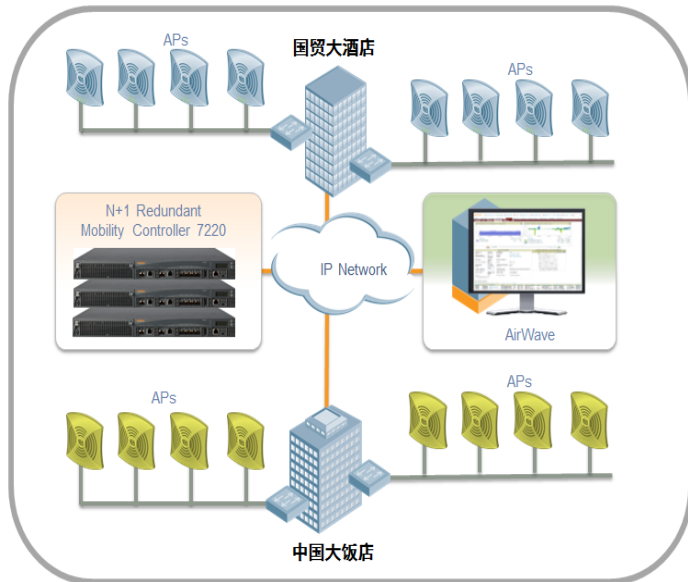 APs
国贸大酒店
APs
N+1 Redundant
Mobility Controller 7220
IP Network
AirWave
APs
APs
中国大饭店